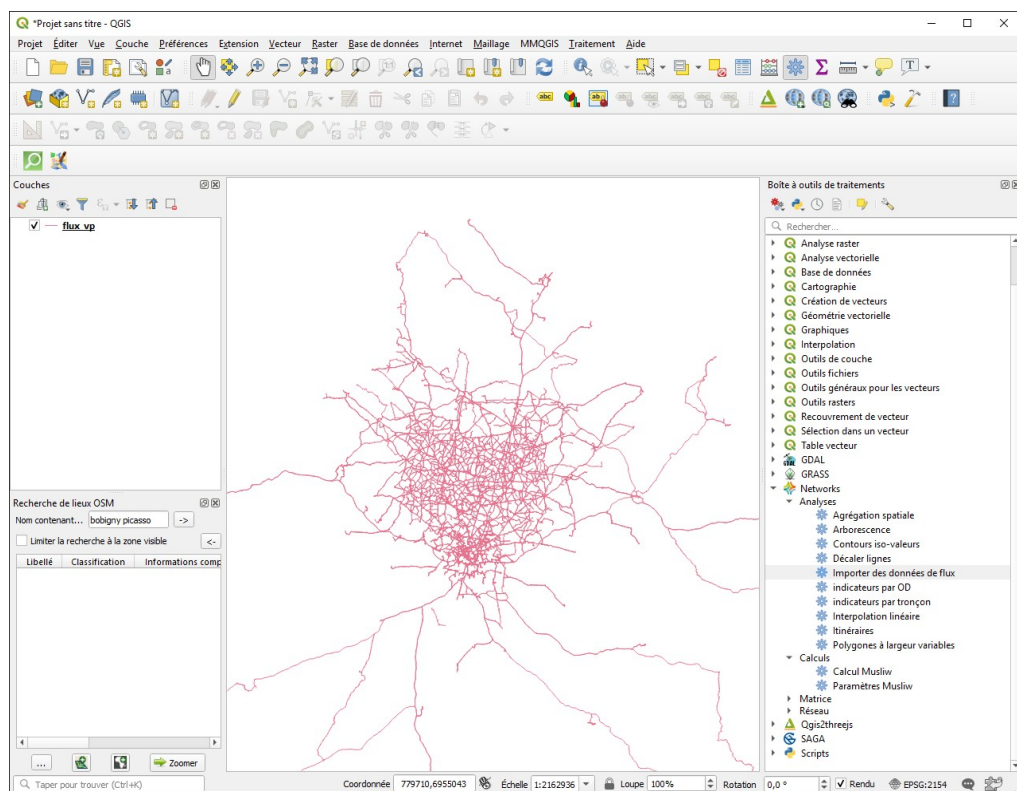 *Projet sans titre - QGIS
Projet Éditer Vue Couche Préférences Extension Vecteur Raster Base de données Internet Maillage MMQGIS Traitement Aide
Couches
flux_vp
Recherche de lieux OSM
Nom contenant... bobigny picasso ->
Limiter la recherche à la zone visible <-
Libellé Classification Informations comp
... Zoomer
Taper pour trouver (Ctrl+K)
Boîte à outils de traitements
Rechercher...
Analyse raster
Analyse vectorielle
Base de données
Cartographie
Création de vecteurs
Géométrie vectorielle
Graphiques
Interpolation
Outils de couche
Outils fichiers
Outils généraux pour les vecteurs
Outils rasters
Recouvrement de vecteur
Sélection dans un vecteur
Table vecteur
GDAL
GRASS
Networks
Analyses
Agrégation spatiale
Arborescence
Contours iso-valeurs
Décaler lignes
Importer des données de flux
indicateurs par OD
indicateurs par tronçon
Interpolation linéaire
Itinéraires
Polygones à largeur variables
Calculs
Calcul Musliw
Paramètres Musliw
Matrice
Réseau
Qgis2threejs
SAGA
Scripts
Coordonnée 779710,6955043 Échelle 1:2162936 Loupe 100% Rotation 0,0 ° Rendu EPSG:2154